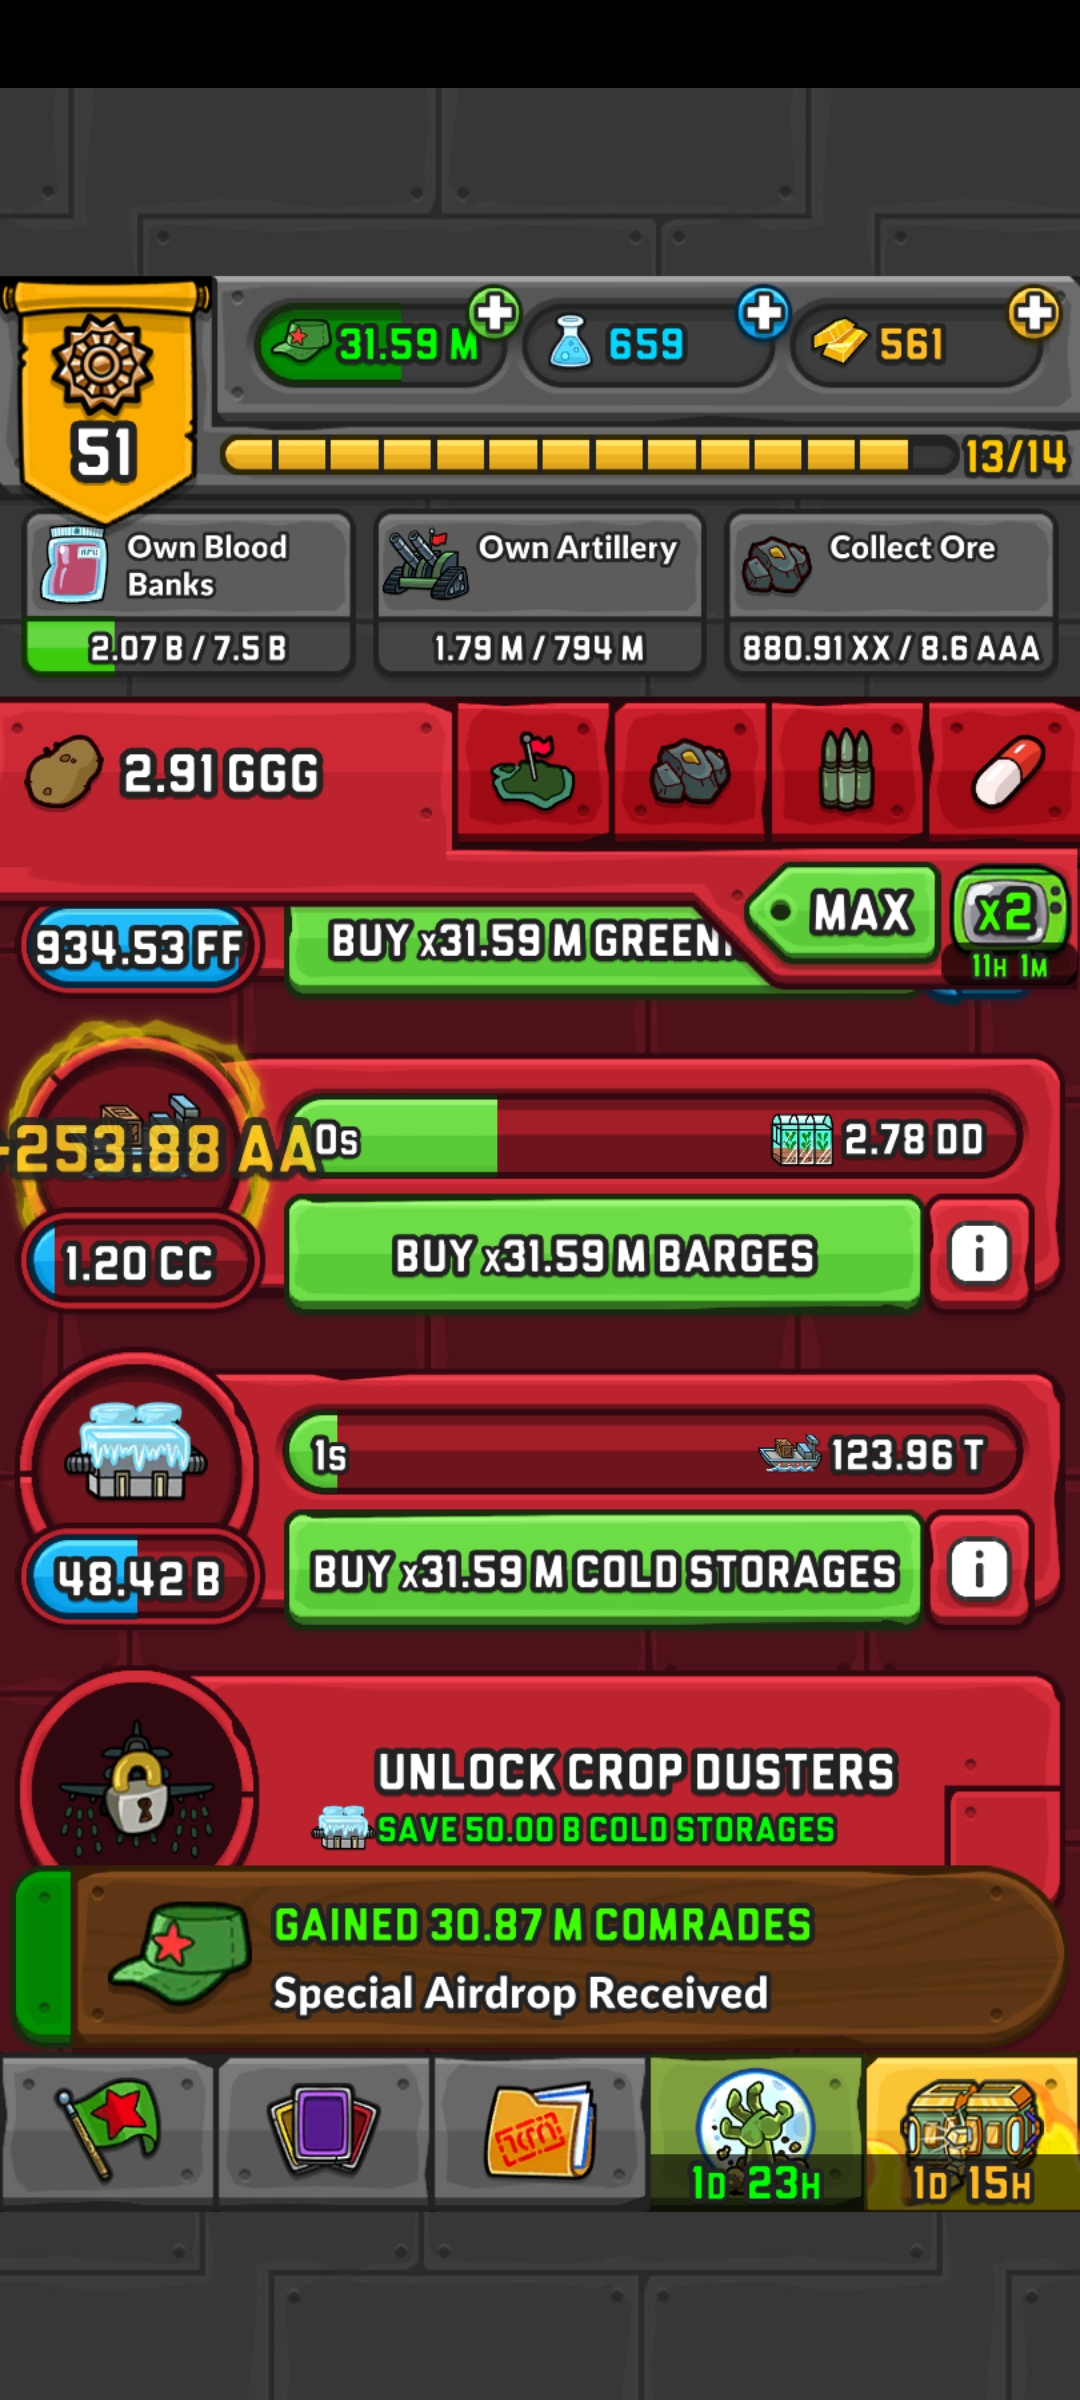 31.59 M
659
561
51
13/14
Own Blood
Banks
2.07 B / 7.5 B
Own Artillery
1.79 M / 794 M
Collect Ore
880.91 XX / 8.6 AAA
2.91 GGG
MAX
x2
11H 1M
934.53 FF
BUY x31.59 M GREEN
-253.88 AA
0s
2.78 DD
1.20 CC
BUY x31.59 M BARGES
i
1s
123.96 T
48.42 B
BUY x31.59 M COLD STORAGES
i
UNLOCK CROP DUSTERS
SAVE 50.00 B COLD STORAGES
GAINED 30.87 M COMRADES
Special Airdrop Received
1D 23H
1D 15H